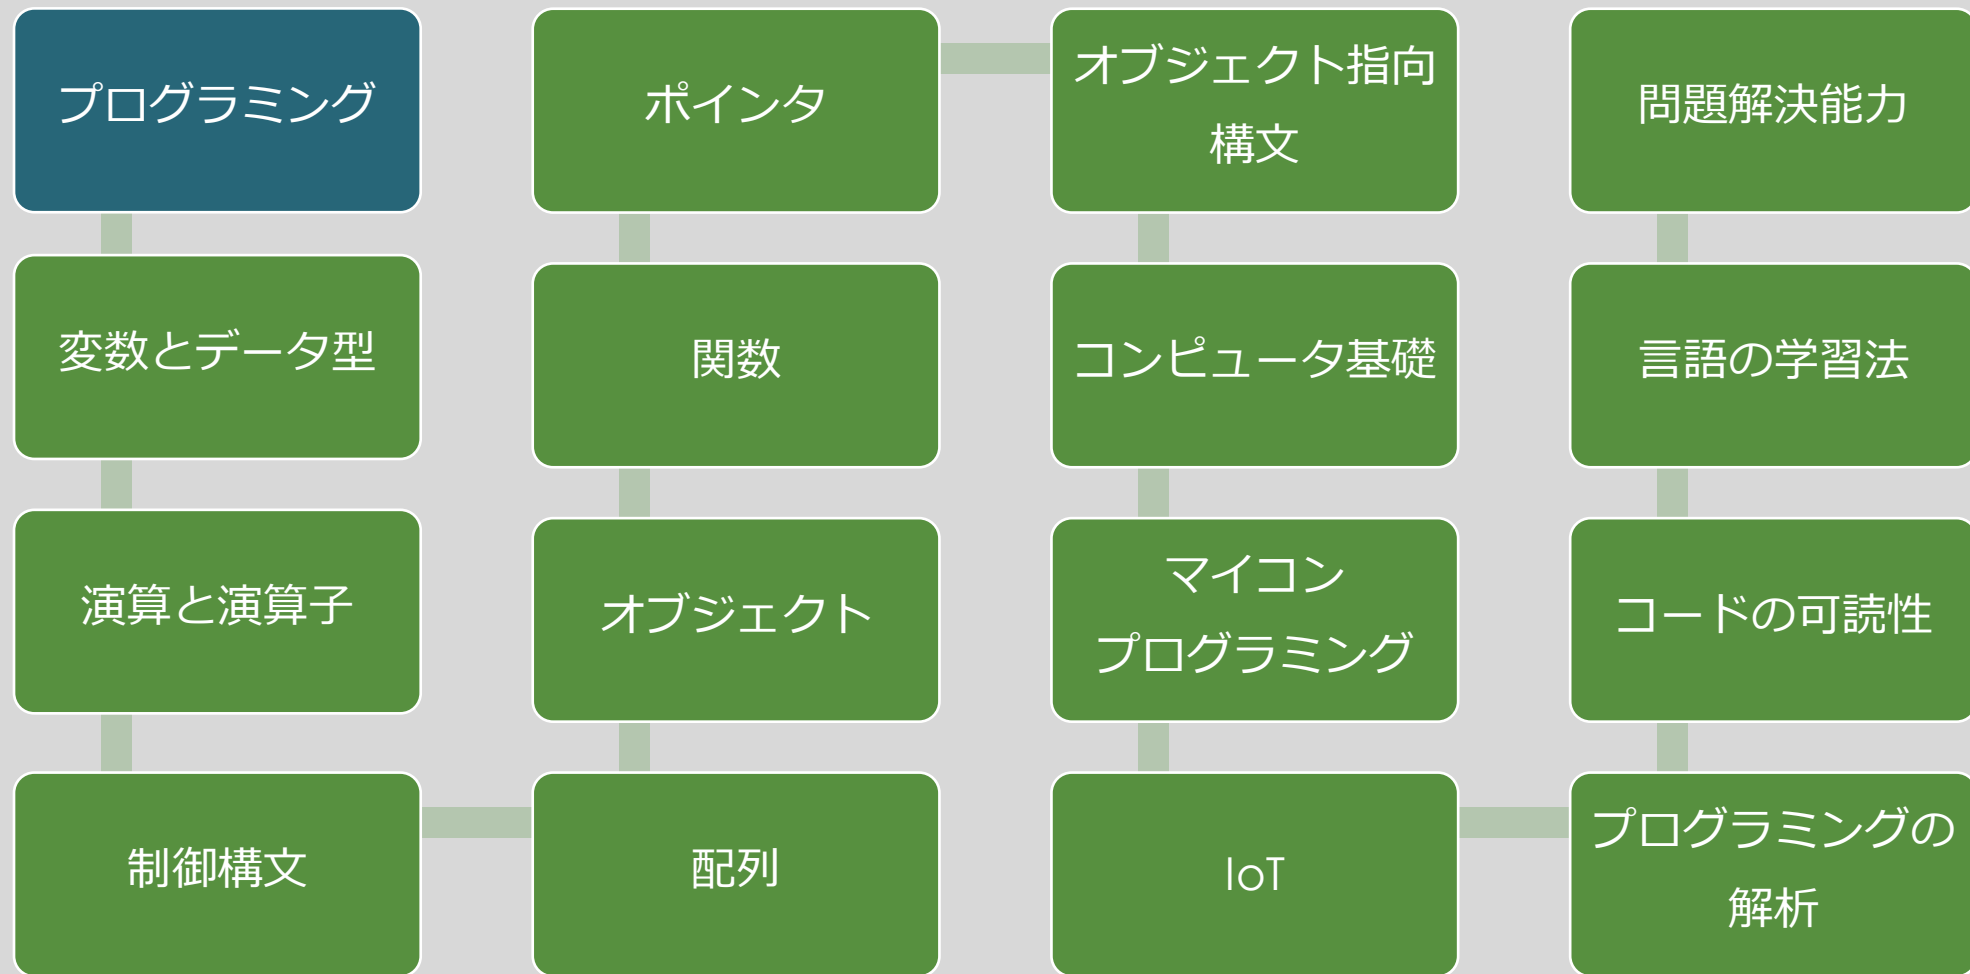 プログラミング
変数とデータ型
演算と演算子
制御構文
配列
オブジェクト
関数
ポインタ
オブジェクト指向
構文
コンピュータ基礎
マイコン
プログラミング
IoT
プログラミングの
解析
コードの可読性
言語の学習法
問題解決能力